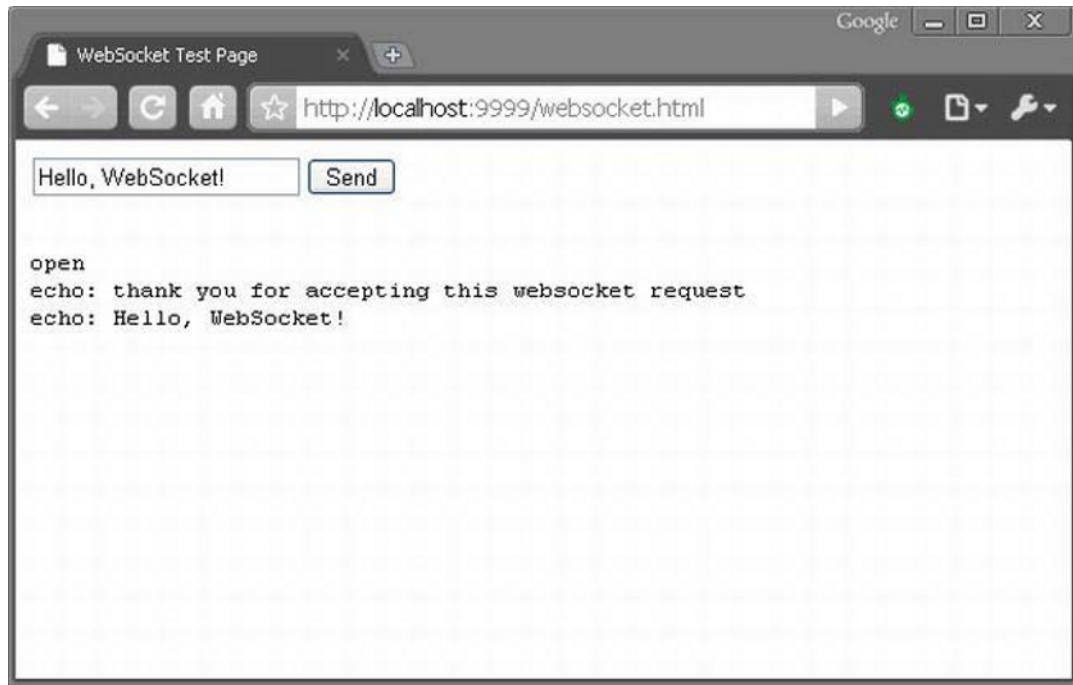 Google
WebSocket Test Page
http://localhost:9999/websocket.html
Hello, WebSocket! Send
open
echo: thank you for accepting this websocket request
echo: Hello, WebSocket!